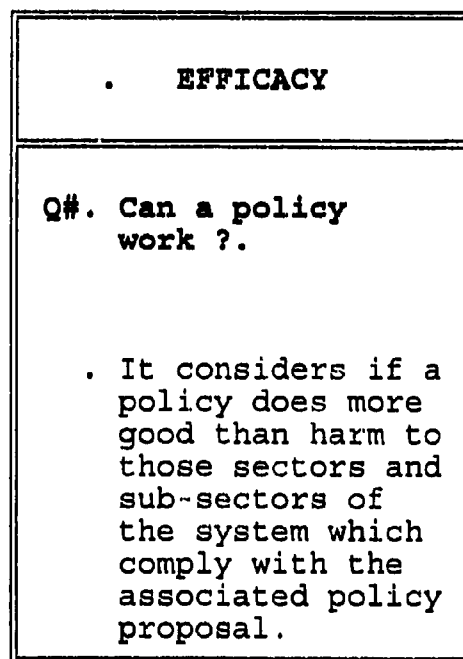 . EFFICACY
Q#. Can a policy
work ?.
. It considers if a
policy does more
good than harm to
those sectors and
sub-sectors of
the system which
comply with the
associated policy
proposal.